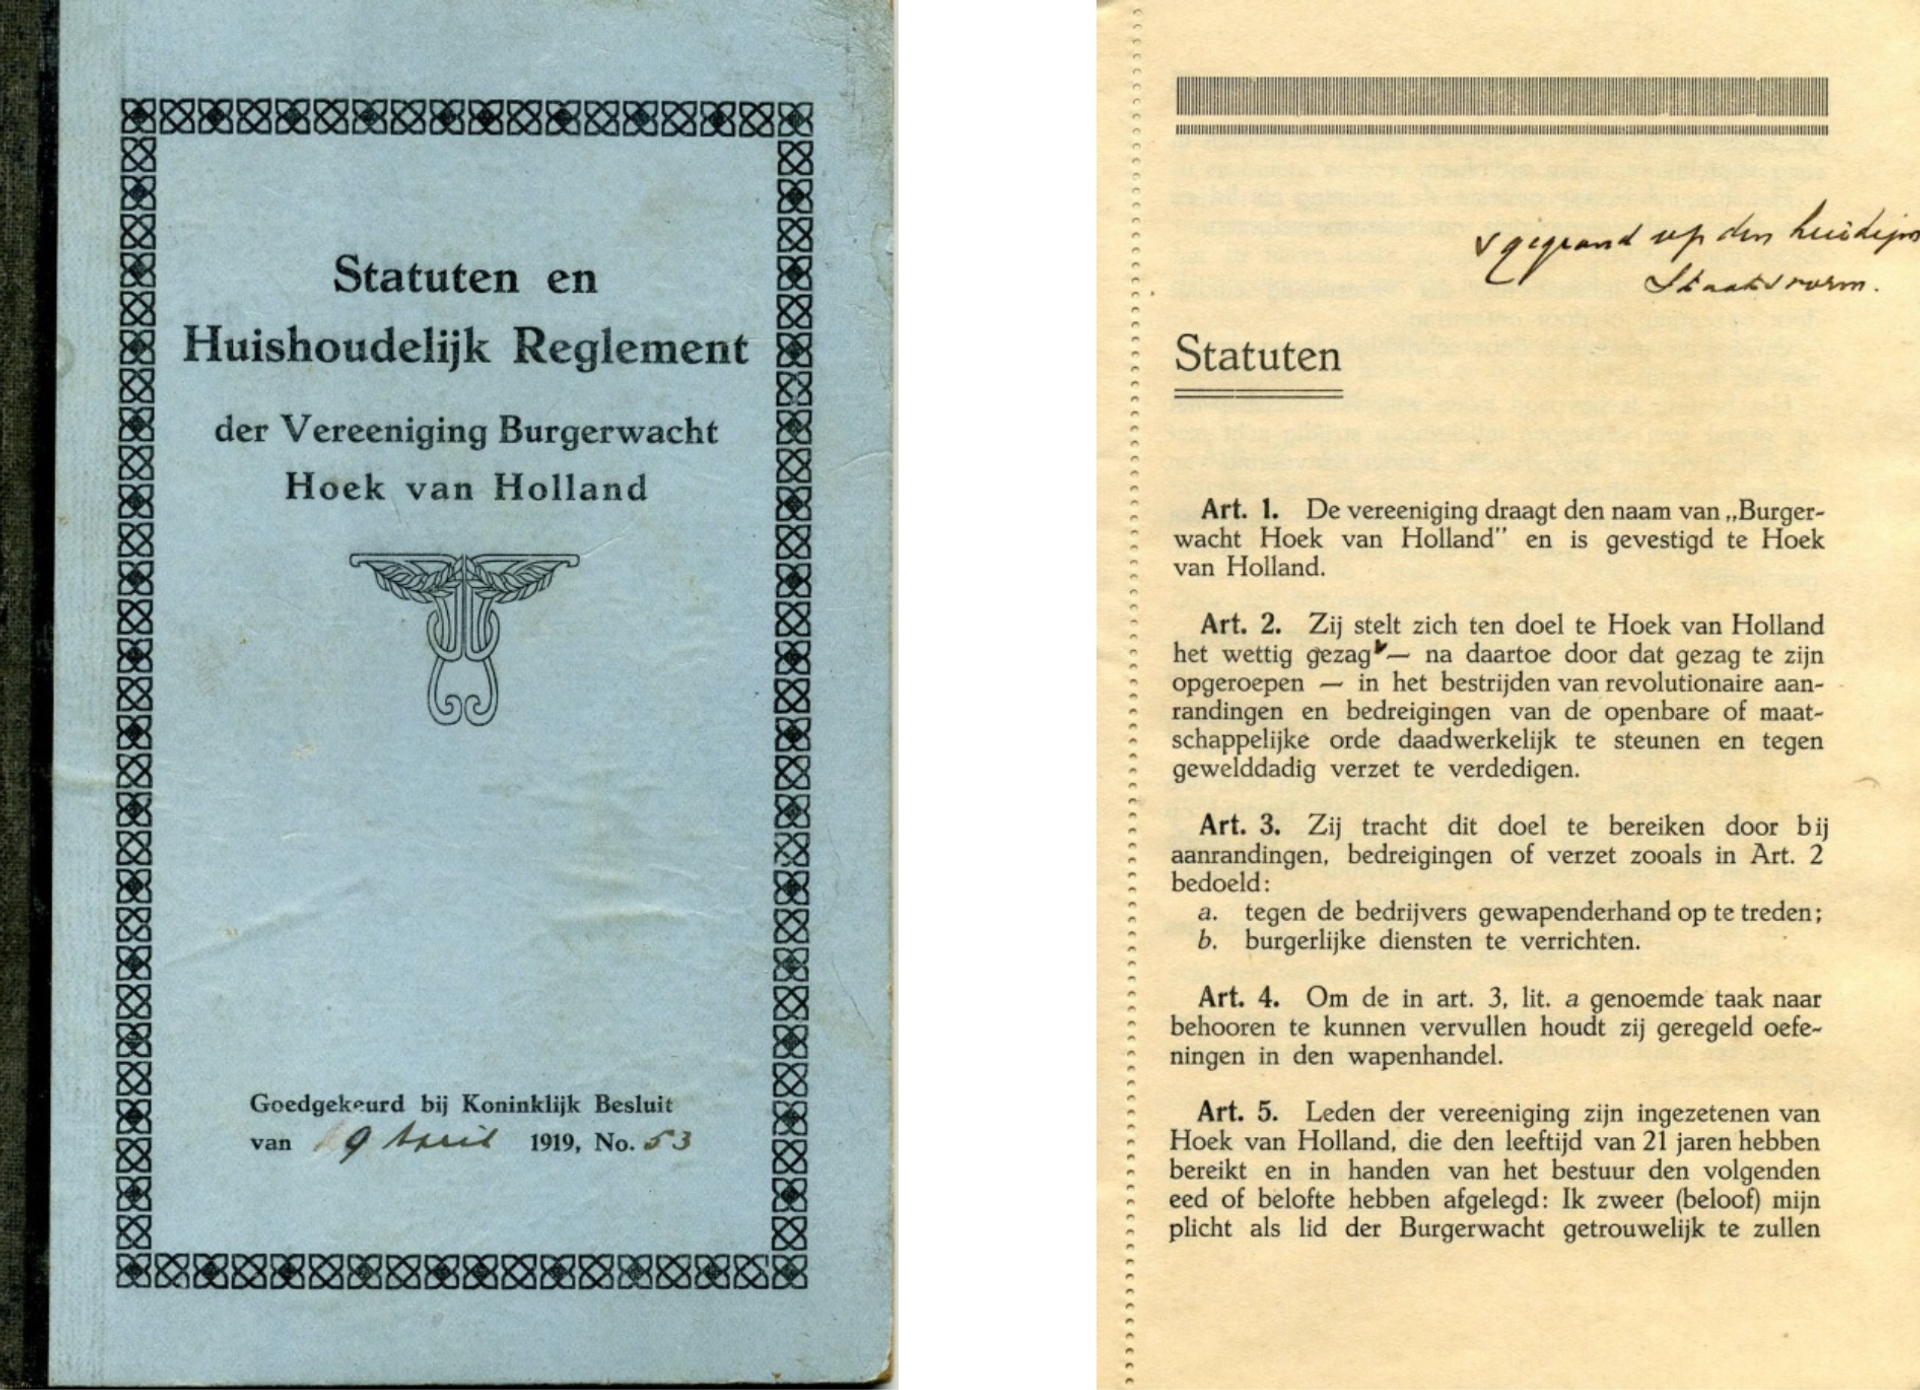 Statuten en
Huishoudelijk Reglement
der Vereeniging Burgerwacht
Hoek van Holland
Goedgekeurd bij Koninklijk Besluit
van 9 April 1919, No. 53
gegrond op den huidigen
Staatsvorm.
Statuten
Art. 1. De vereeniging draagt den naam van „Burger-
wacht Hoek van Holland" en is gevestigd te Hoek
van Holland.
Art. 2. Zij stelt zich ten doel te Hoek van Holland
het wettig gezag — na daartoe door dat gezag te zijn
opgeroepen — in het bestrijden van revolutionaire aan-
randingen en bedreigingen van de openbare of maat-
schappelijke orde daadwerkelijk te steunen en tegen
gewelddadig verzet te verdedigen.
Art. 3. Zij tracht dit doel te bereiken door bij
aanrandingen, bedreigingen of verzet zooals in Art. 2
bedoeld:
a. tegen de bedrijvers gewapenderhand op te treden;
b. burgerlijke diensten te verrichten.
Art. 4. Om de in art. 3, lit. a genoemde taak naar
behooren te kunnen vervullen houdt zij geregeld oefe-
ningen in den wapenhandel.
Art. 5. Leden der vereeniging zijn ingezetenen van
Hoek van Holland, die den leeftijd van 21 jaren hebben
bereikt en in handen van het bestuur den volgenden
eed of belofte hebben afgelegd: Ik zweer (beloof) mijn
plicht als lid der Burgerwacht getrouwelijk te zullen